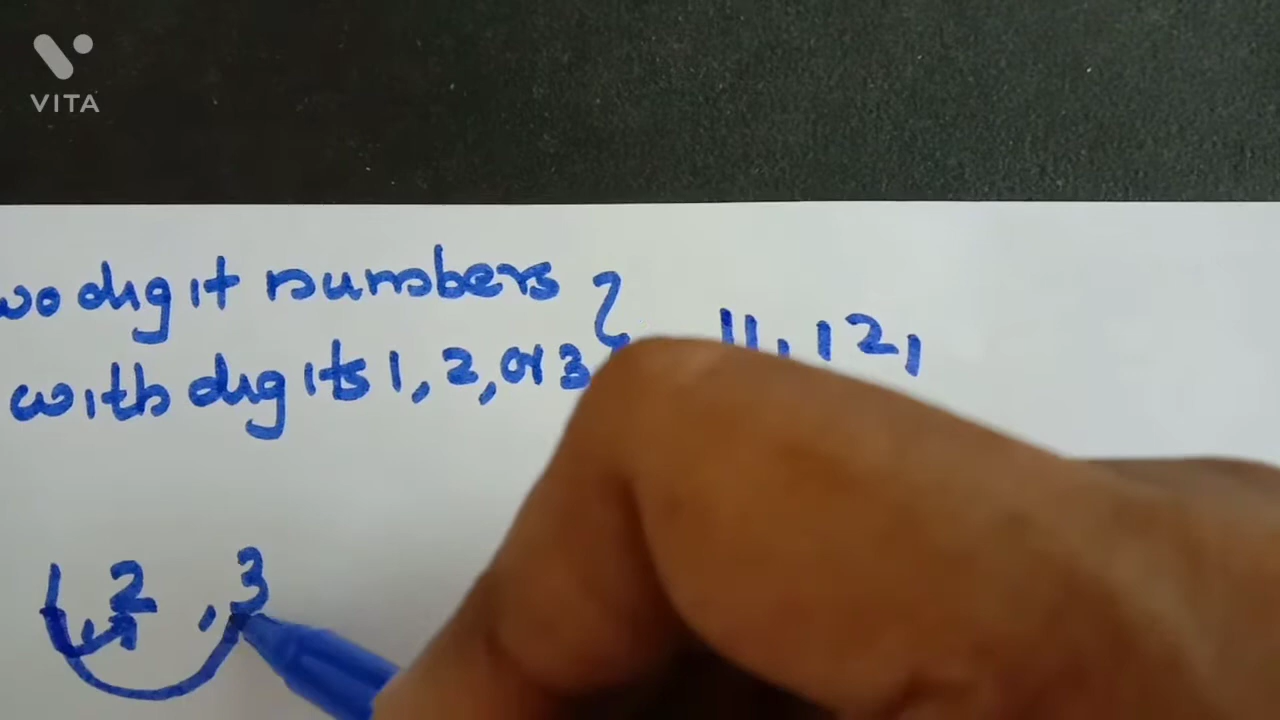 VITA
wo digit numbers
with digits 1, 2, or 3
11, 12,
1, 2, 3